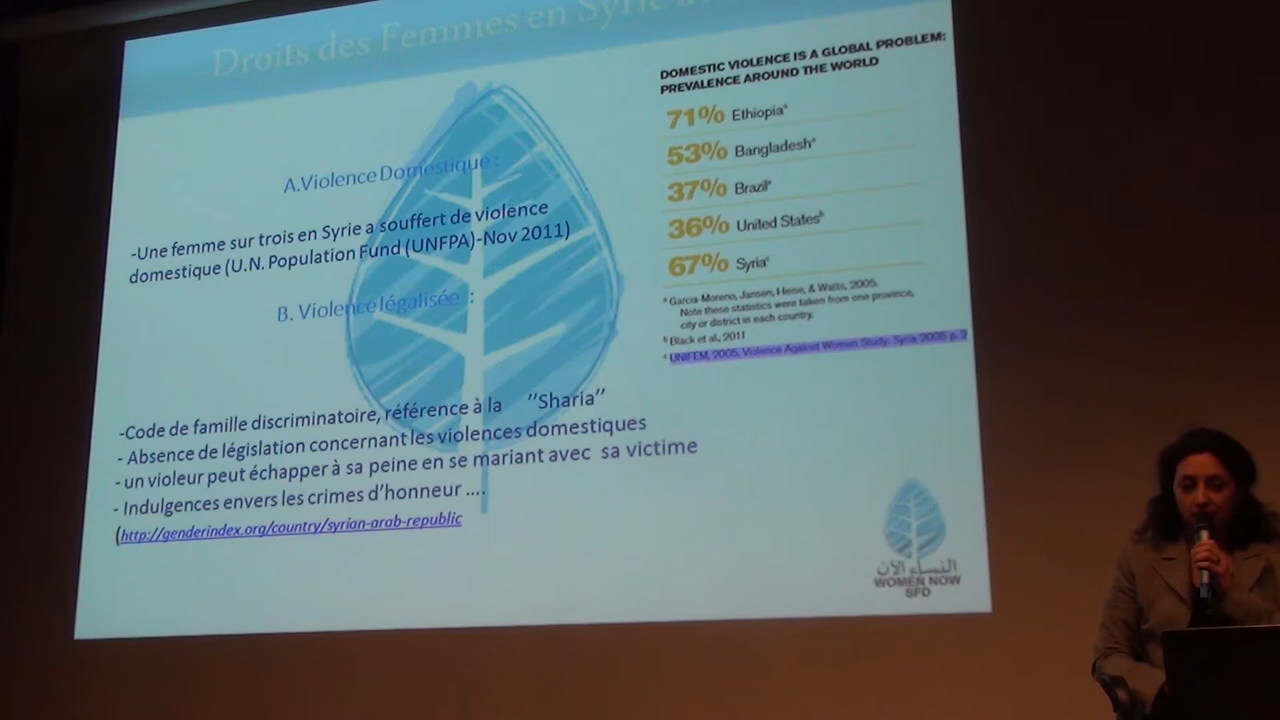 Droits des Femmes en Syrie
A.Violence Domestique :
-Une femme sur trois en Syrie a souffert de violence
domestique (U.N. Population Fund (UNFPA)-Nov 2011)
B. Violence légalisée :
-Code de famille discriminatoire, référence à la ’’Sharia’’
- Absence de législation concernant les violences domestiques
- un violeur peut échapper à sa peine en se mariant avec sa victime
- Indulgences envers les crimes d’honneur ....
(http://genderindex.org/country/syrian-arab-republic
DOMESTIC VIOLENCE IS A GLOBAL PROBLEM:
PREVALENCE AROUND THE WORLD
71% Ethiopiaᵃ
53% Bangladeshᵃ
37% Brazilᵃ
36% United Statesᵇ
67% Syriaᶜ
ᵃ Garcia-Moreno, Jansen, Heise, & Watts, 2005.
Note these statistics were taken from one province,
city or district in each country.
ᵇ Black et al., 2011
ᶜ UNIFEM, 2005, Violence Against Women Study, Syria 2005 p. 2
النساء الآن
WOMEN NOW
SFD